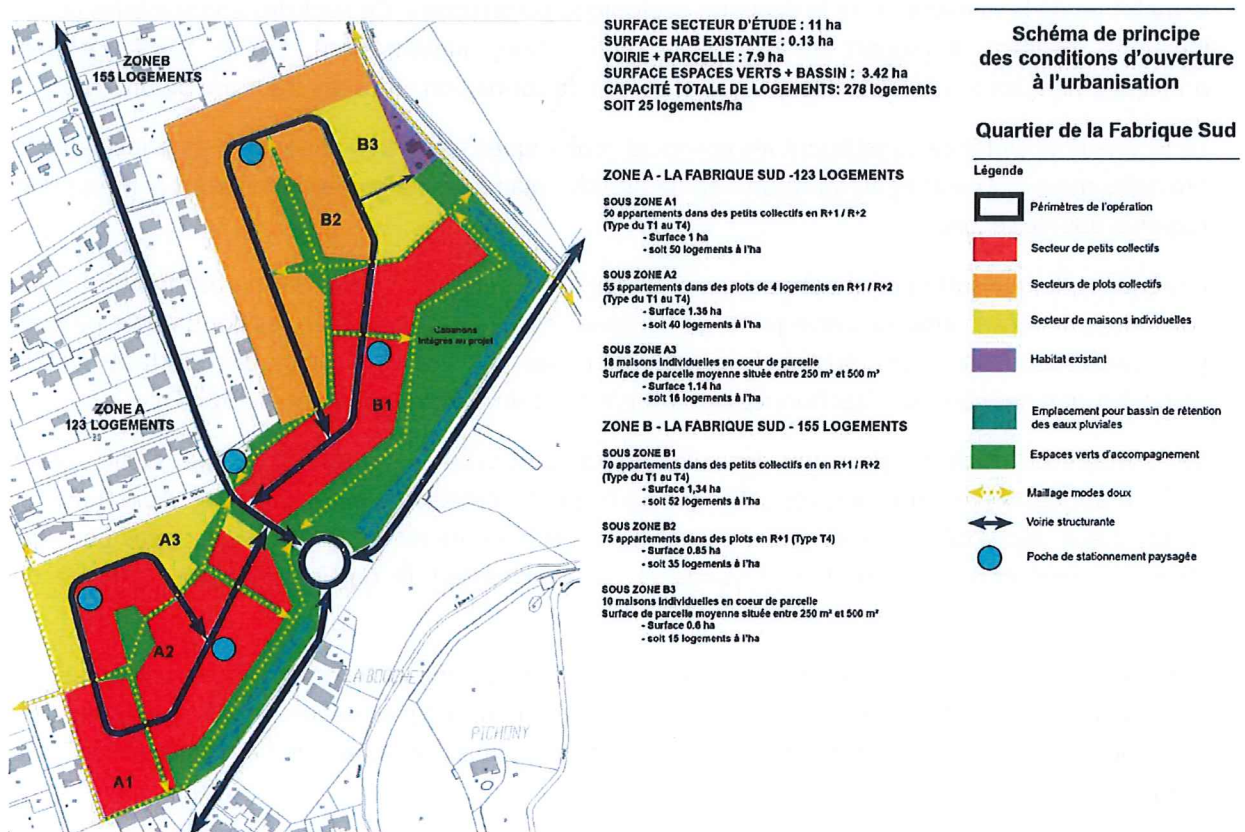 SURFACE SECTEUR D'ÉTUDE : 11 ha
SURFACE HAB EXISTANTE : 0.13 ha
VOIRIE + PARCELLE : 7.9 ha
SURFACE ESPACES VERTS + BASSIN : 3.42 ha
CAPACITÉ TOTALE DE LOGEMENTS: 278 logements
SOIT 25 logements/ha
ZONE A - LA FABRIQUE SUD -123 LOGEMENTS
SOUS ZONE A1
50 appartements dans des petits collectifs en R+1 / R+2
(Type du T1 au T4)
- Surface 1 ha
- soit 50 logements à l'ha
SOUS ZONE A2
55 appartements dans des plots de 4 logements en R+1 / R+2
(Type du T1 au T4)
- Surface 1.36 ha
- soit 40 logements à l'ha
SOUS ZONE A3
18 maisons individuelles en coeur de parcelle
Surface de parcelle moyenne située entre 250 m² et 500 m²
- Surface 1.14 ha
- soit 16 logements à l'ha
ZONE B - LA FABRIQUE SUD - 155 LOGEMENTS
SOUS ZONE B1
70 appartements dans des petits collectifs en en R+1 / R+2
(Type du T1 au T4)
- Surface 1,34 ha
- soit 52 logements à l'ha
SOUS ZONE B2
75 appartements dans des plots en R+1 (Type T4)
- Surface 0.85 ha
- soit 35 logements à l'ha
SOUS ZONE B3
10 maisons individuelles en coeur de parcelle
Surface de parcelle moyenne située entre 250 m² et 500 m²
- Surface 0.6 ha
- soit 15 logements à l'ha
Schéma de principe
des conditions d'ouverture
à l'urbanisation
Quartier de la Fabrique Sud
Légende
Périmètres de l'opération
Secteur de petits collectifs
Secteurs de plots collectifs
Secteur de maisons individuelles
Habitat existant
Emplacement pour bassin de rétention
des eaux pluviales
Espaces verts d'accompagnement
Maillage modes doux
Voirie structurante
Poche de stationnement paysagée
ZONEB
155 LOGEMENTS
B3
B2
Cabanons
Intégrés au projet
B1
ZONE A
123 LOGEMENTS
A3
A2
A1
LA BOUCHE
PICHONY